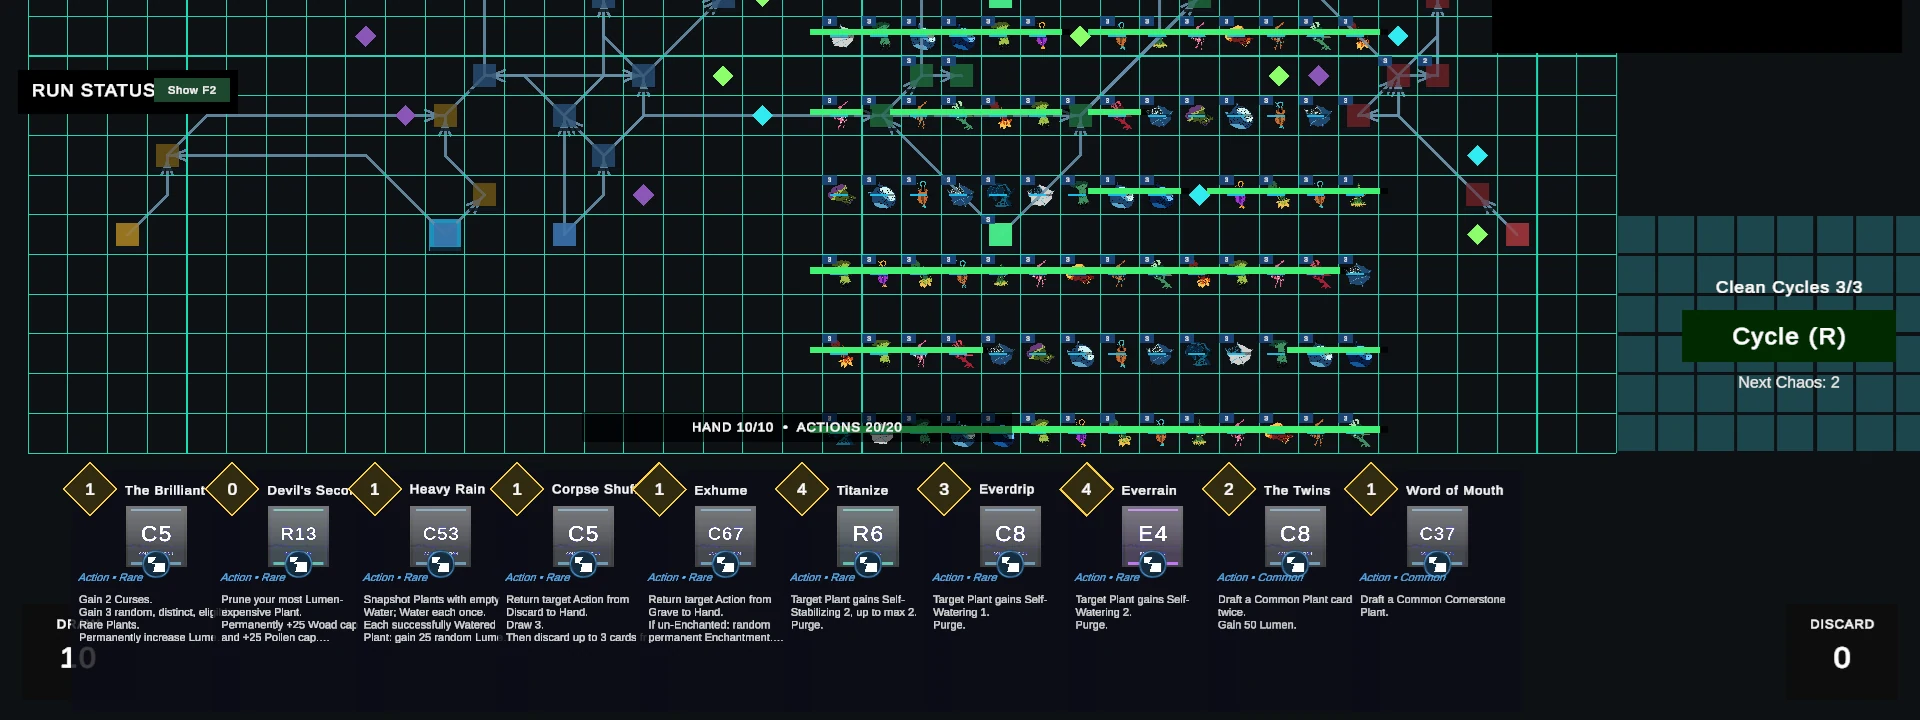 RUN STATUS
Show F2
Clean Cycles 3/3
Cycle (R)
Next Chaos: 2
HAND 10/10 • ACTIONS 20/20
1 The Brilliant
C5
Action • Rare
Gain 2 Curses.
Gain 3 random, distinct,
Rare Plants.
Permanently increase
0 Devil's
R13
Action • Rare
Prune your most Lumen-
expensive Plant.
Permanently +25 Woad cap
and +25 Pollen cap....
1 Heavy Rain
C53
Action • Rare
Snapshot Plants with empty
Water; Water each once.
Each successfully Watered
Plant: gain 25 random
1 Corpse
C5
Action • Rare
Return target Action from
Discard to Hand.
Draw 3.
Then discard up to 3 cards
1 Exhume
C67
Action • Rare
Return target Action from
Grave to Hand.
If un-Enchanted: random
permanent Enchantment....
4 Titanize
R6
Action • Rare
Target Plant gains Self-
Stabilizing 2, up to max 2.
Purge.
3 Everdrip
C8
Action • Rare
Target Plant gains Self-
Watering 1.
Purge.
4 Everrain
E4
Action • Rare
Target Plant gains Self-
Watering 2.
Purge.
2 The Twins
C8
Action • Common
Draft a Common Plant card
twice.
Gain 50 Lumen.
1 Word of Mouth
C37
Action • Common
Draft a Common Cornerstone
Plant.
10
DISCARD
0